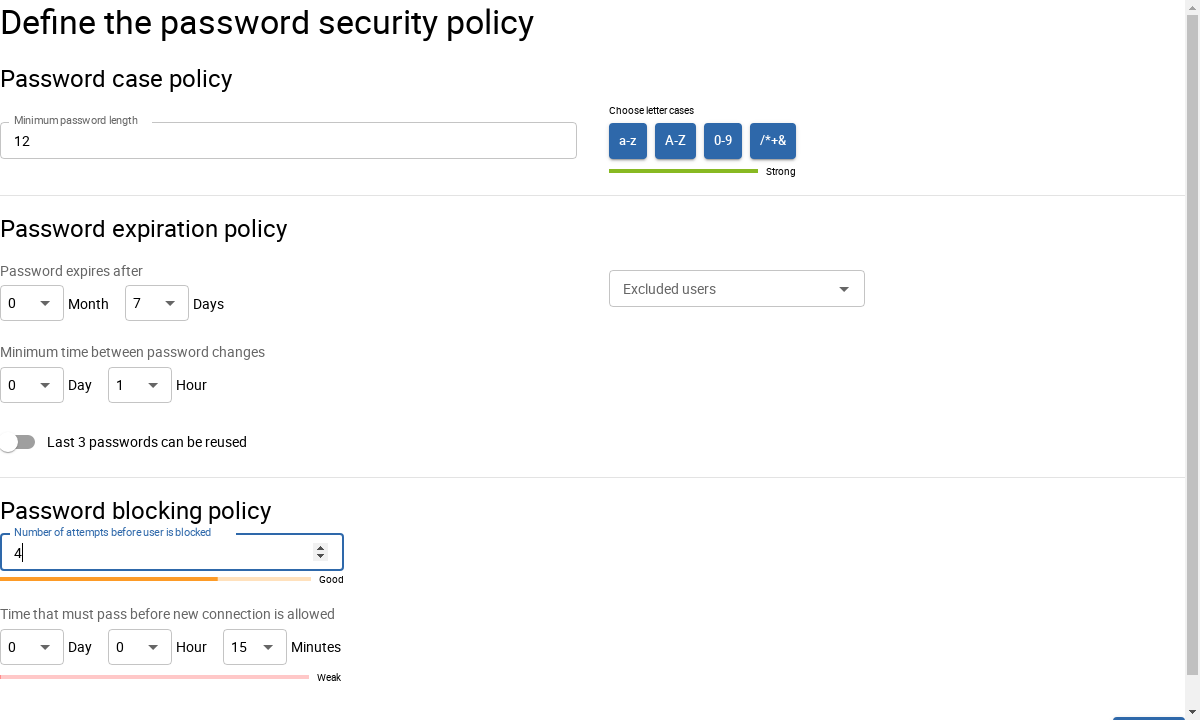 Define the password security policy
Password case policy
Minimum password length
12
Choose letter cases
a-z A-Z 0-9 /*+&
Strong
Password expiration policy
Password expires after
0 Month 7 Days
Excluded users
Minimum time between password changes
0 Day 1 Hour
Last 3 passwords can be reused
Password blocking policy
Number of attempts before user is blocked
4
Good
Time that must pass before new connection is allowed
0 Day 0 Hour 15 Minutes
Weak